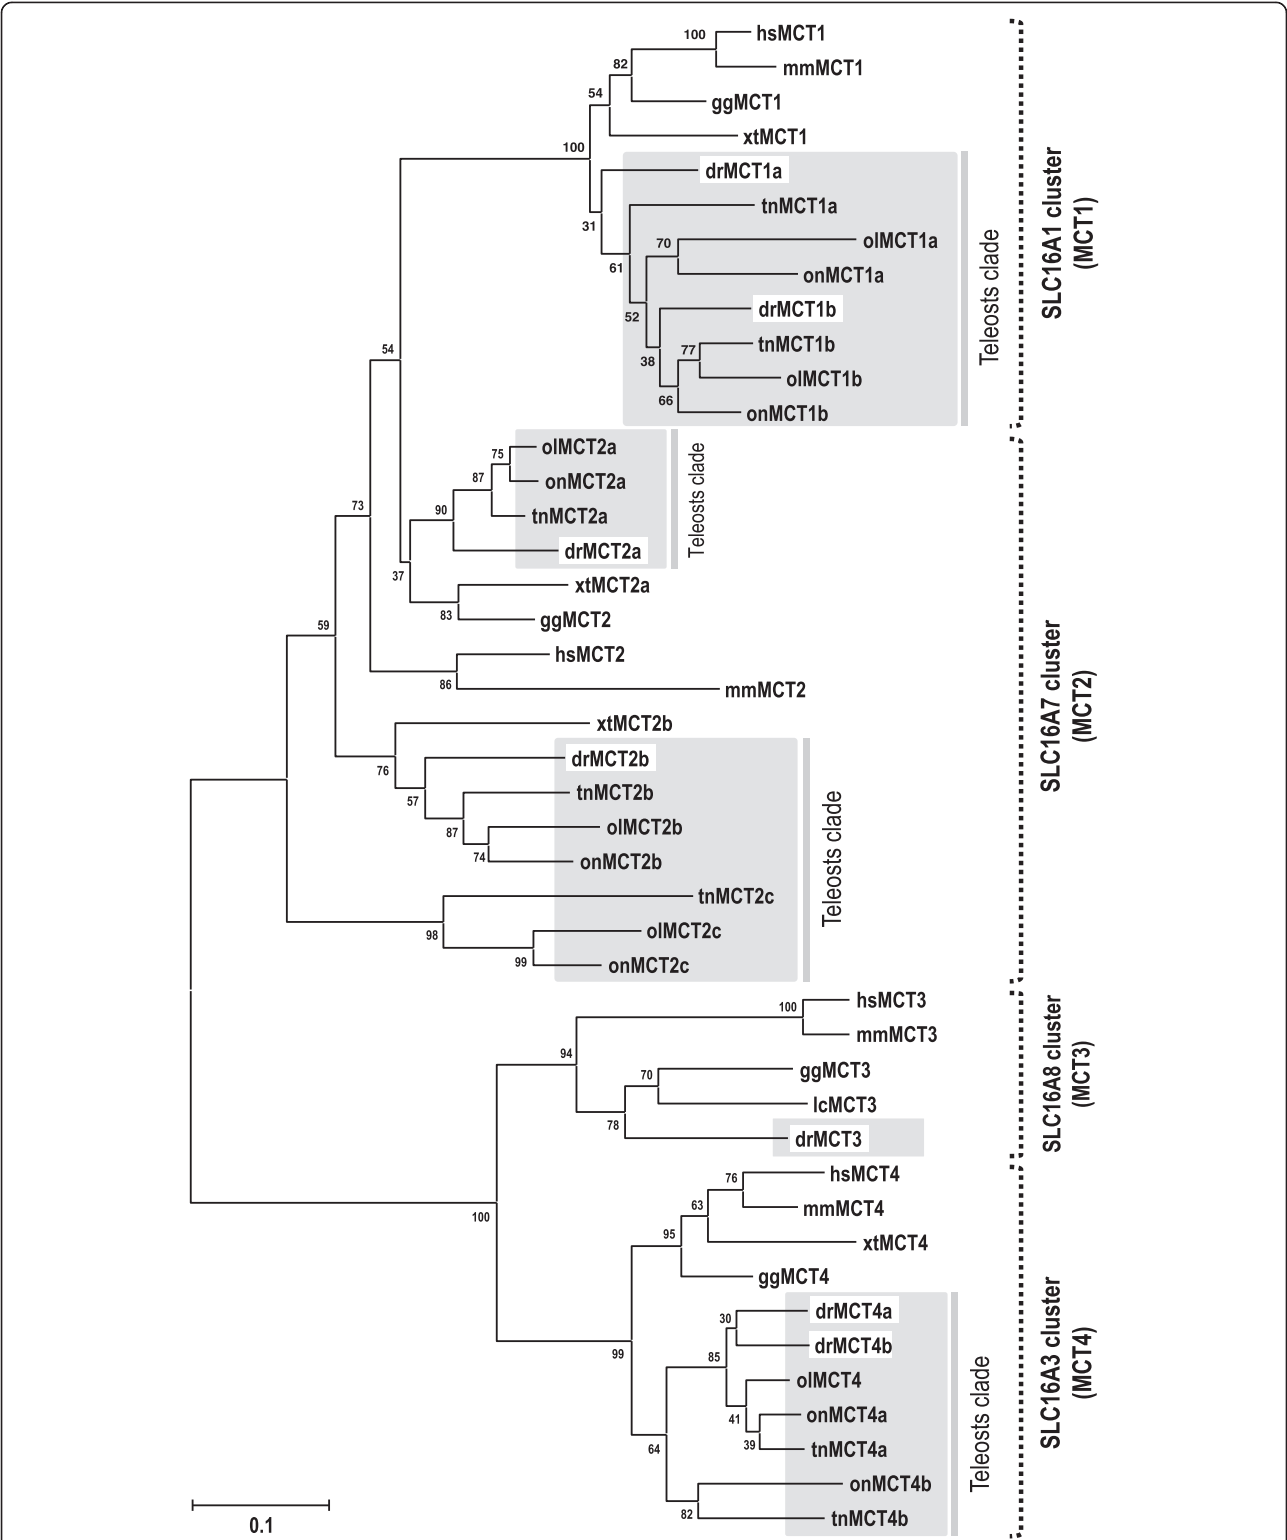 100
hsMCT1
mmMCT1
82
ggMCT1
54
xtMCT1
100
drMCT1a
31
tnMCT1a
61
70
olMCT1a
onMCT1a
52
drMCT1b
38
77
tnMCT1b
olMCT1b
66
onMCT1b
Teleosts clade
SLC16A1 cluster
(MCT1)
54
75
olMCT2a
87
onMCT2a
tnMCT2a
90
drMCT2a
Teleosts clade
73
37
xtMCT2a
83
ggMCT2
59
hsMCT2
86
mmMCT2
xtMCT2b
76
drMCT2b
57
tnMCT2b
87
olMCT2b
74
onMCT2b
tnMCT2c
98
olMCT2c
99
onMCT2c
Teleosts clade
SLC16A7 cluster
(MCT2)
100
hsMCT3
mmMCT3
94
70
ggMCT3
lcMCT3
78
drMCT3
SLC16A8 cluster
(MCT3)
100
76
hsMCT4
63
mmMCT4
95
xtMCT4
ggMCT4
99
30
drMCT4a
85
drMCT4b
olMCT4
41
onMCT4a
39
tnMCT4a
64
onMCT4b
82
tnMCT4b
Teleosts clade
SLC16A3 cluster
(MCT4)
0.1